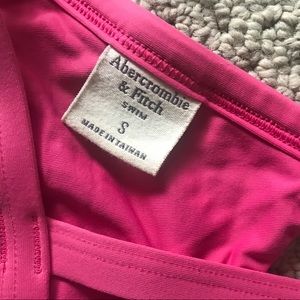 Abercrombie
& Fitch
SWIM
S
MADE IN TAIWAN